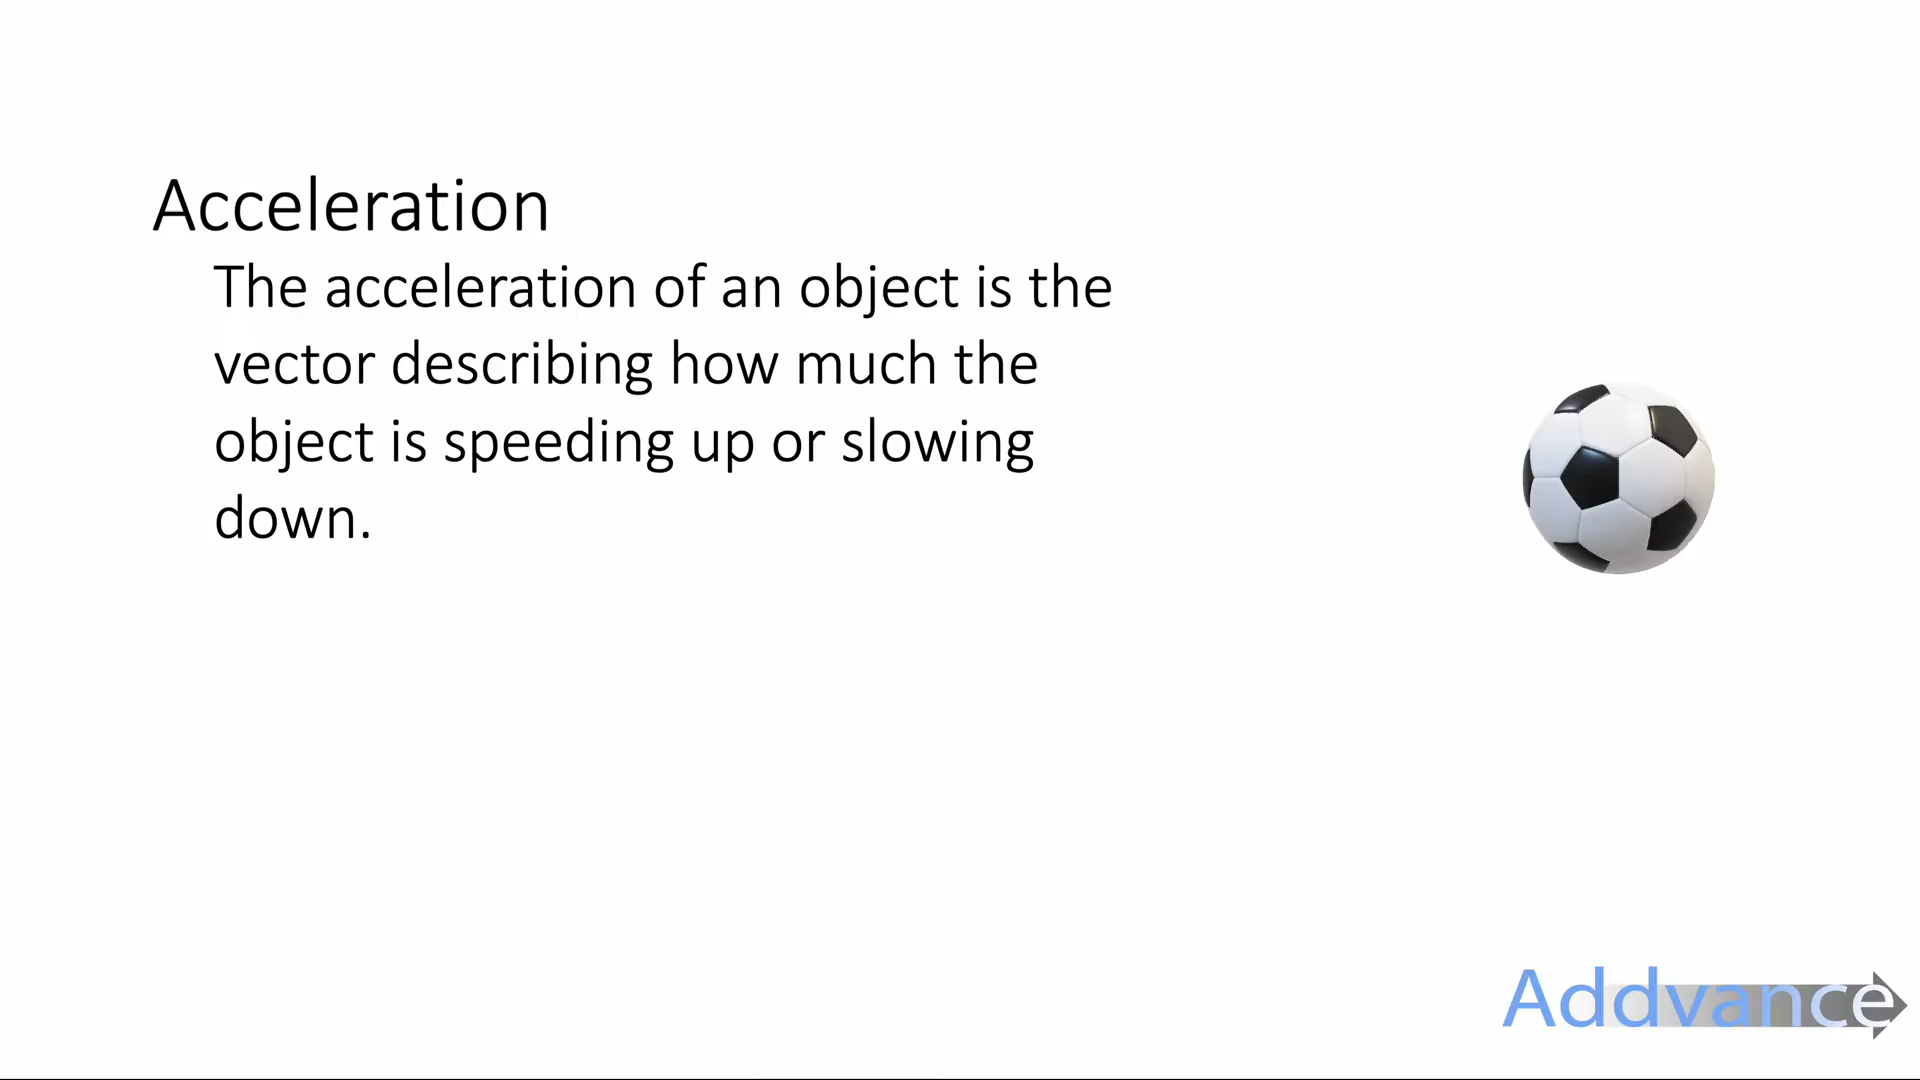 Acceleration
The acceleration of an object is the
vector describing how much the
object is speeding up or slowing
down.
Addvance